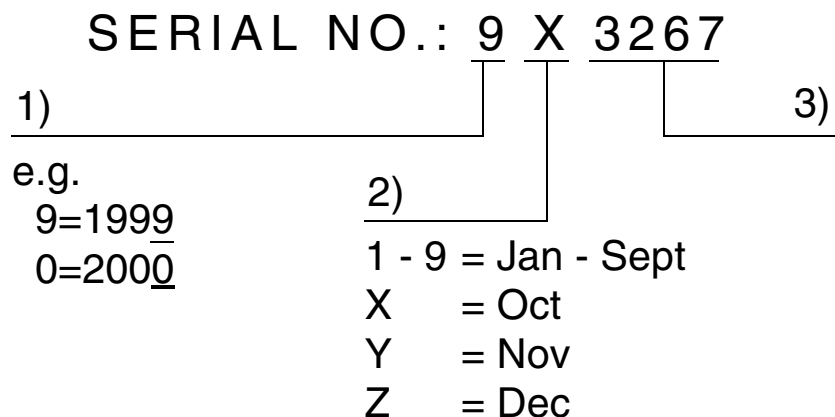 SERIAL NO.: 9 X 3267
1)
3)
e.g.
9=1999
0=2000
2)
1 - 9 = Jan - Sept
X = Oct
Y = Nov
Z = Dec